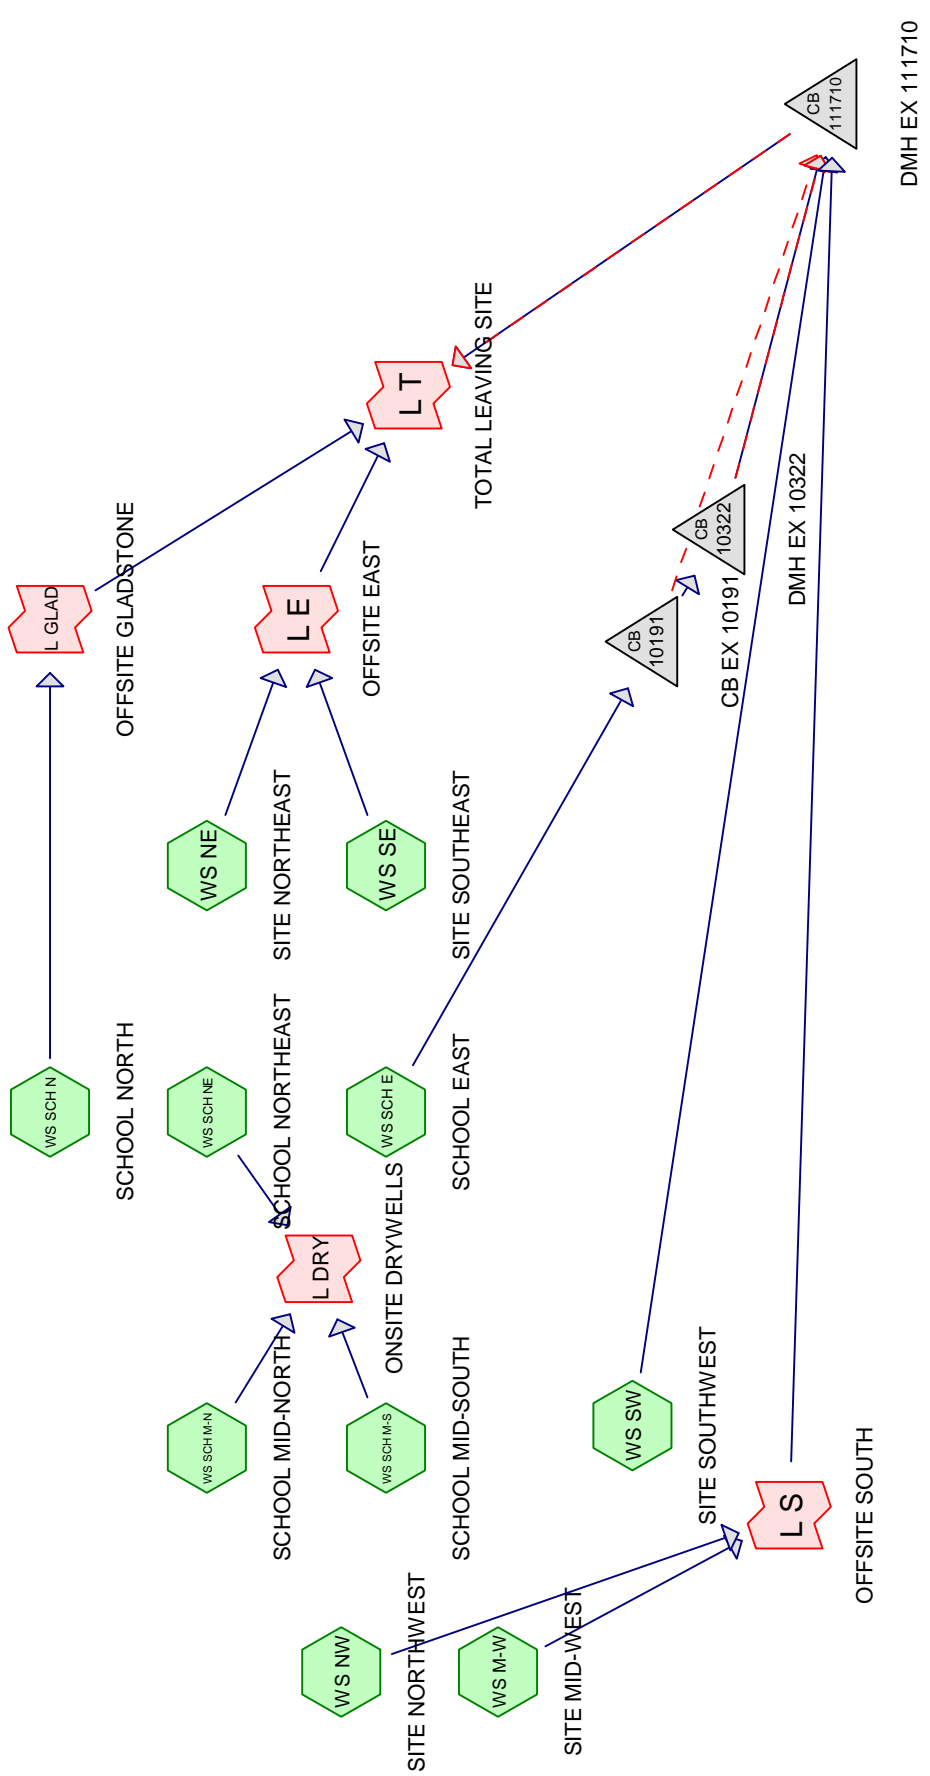 WS SCH N
SCHOOL NORTH
L GLAD
OFFSITE GLADSTONE
WS SCH M-N
SCHOOL MID-NORTH
WS SCH NE
SCHOOL NORTHEAST
WS NE
SITE NORTHEAST
L DRY
ONSITE DRYWELLS
L E
OFFSITE EAST
L T
TOTAL LEAVING SITE
WS NW
SITE NORTHWEST
WS SCH M-S
SCHOOL MID-SOUTH
WS SCH E
SCHOOL EAST
WS SE
SITE SOUTHEAST
WS M-W
SITE MID-WEST
WS SW
SITE SOUTHWEST
CB
10191
CB EX 10191
CB
10322
DMH EX 10322
L S
OFFSITE SOUTH
CB
111710
DMH EX 111710